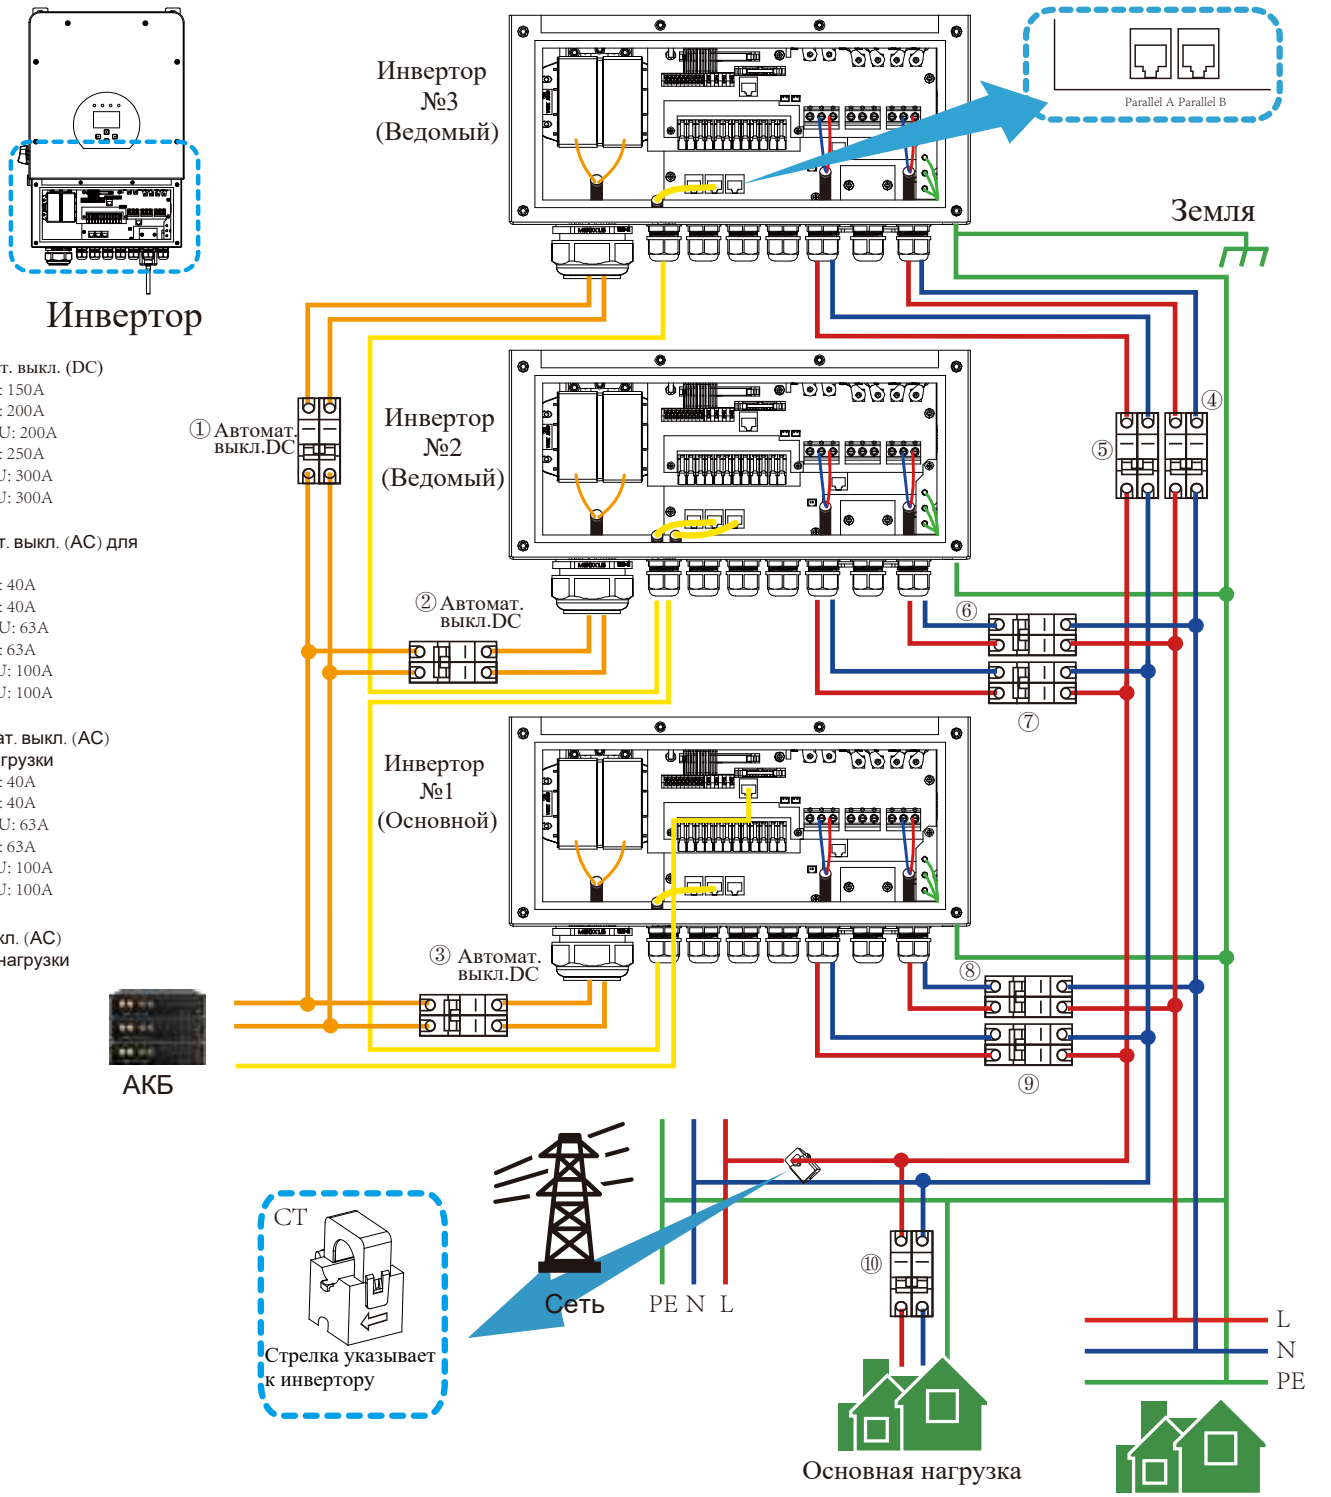 Инвертор
№3
(Ведомый)
Parallel A Parallel B
Земля
Инвертор
т. выкл. (DC)
: 150A
: 200A
U: 200A
: 250A
U: 300A
U: 300A
① Автомат.
выкл.DC
Инвертор
№2
(Ведомый)
④
⑤
т. выкл. (AC) для
: 40A
: 40A
U: 63A
: 63A
U: 100A
U: 100A
② Автомат.
выкл.DC
⑥
⑦
ат. выкл. (AC)
грузки
: 40A
: 40A
U: 63A
: 63A
U: 100A
U: 100A
Инвертор
№1
(Основной)
кл. (AC)
нагрузки
③ Автомат.
выкл.DC
⑧
⑨
АКБ
CT
Стрелка указывает
к инвертору
Сеть
PE N L
⑩
L
N
PE
Основная нагрузка